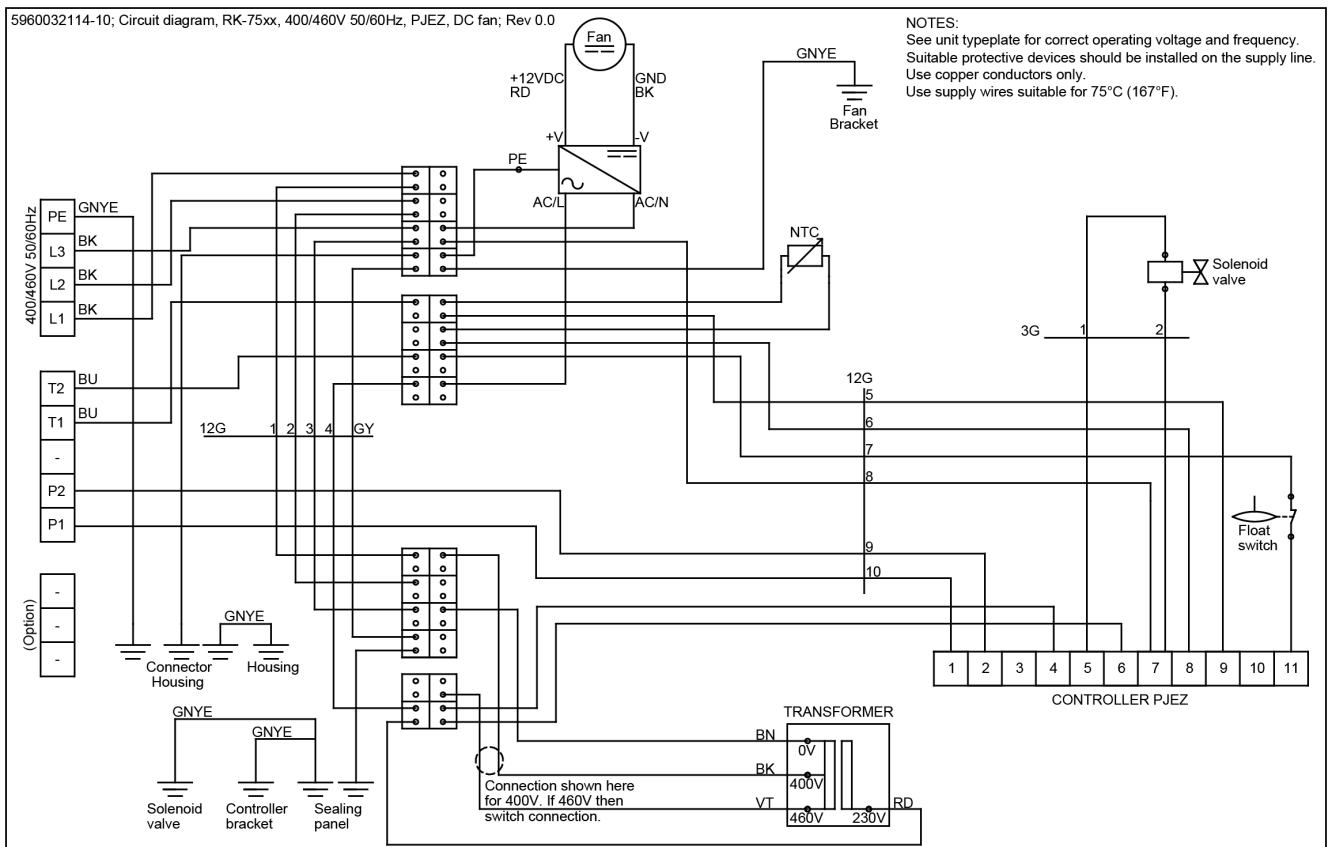 5960032114-10; Circuit diagram, RK-75xx, 400/460V 50/60Hz, PJEZ, DC fan; Rev 0.0
NOTES:
See unit typeplate for correct operating voltage and frequency.
Suitable protective devices should be installed on the supply line.
Use copper conductors only.
Use supply wires suitable for 75°C (167°F).
Fan
+12VDC
RD
GND
BK
GNYE
Fan
Bracket
+V
-V
PE
AC/L
AC/N
400/460V 50/60Hz
PE
GNYE
L3
BK
L2
BK
L1
BK
NTC
Solenoid
valve
3G
1
2
T2
BU
T1
BU
-
P2
P1
12G
1
2
3
4
GY
12G
5
6
7
8
9
10
Float
switch
(Option)
-
-
-
GNYE
Connector
Housing
Housing
1
2
3
4
5
6
7
8
9
10
11
CONTROLLER PJEZ
GNYE
GNYE
Solenoid
valve
Controller
bracket
Sealing
panel
Connection shown here
for 400V. If 460V then
switch connection.
TRANSFORMER
BN
0V
BK
400V
VT
460V
230V
RD